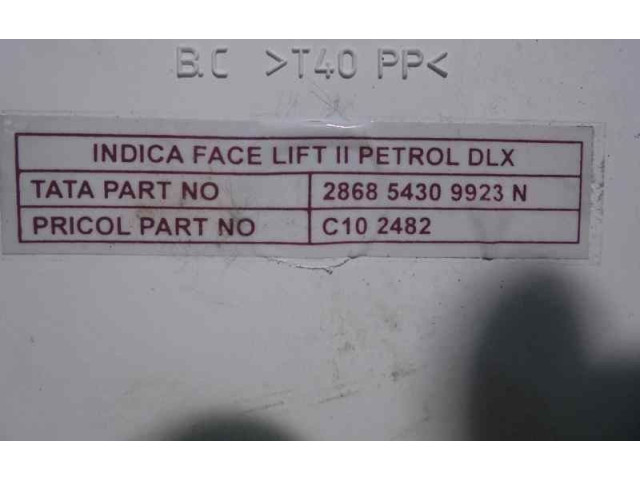 B.C >T40 PP<
INDICA FACE LIFT II PETROL DLX
TATA PART NO 2868 5430 9923 N
PRICOL PART NO C10 2482